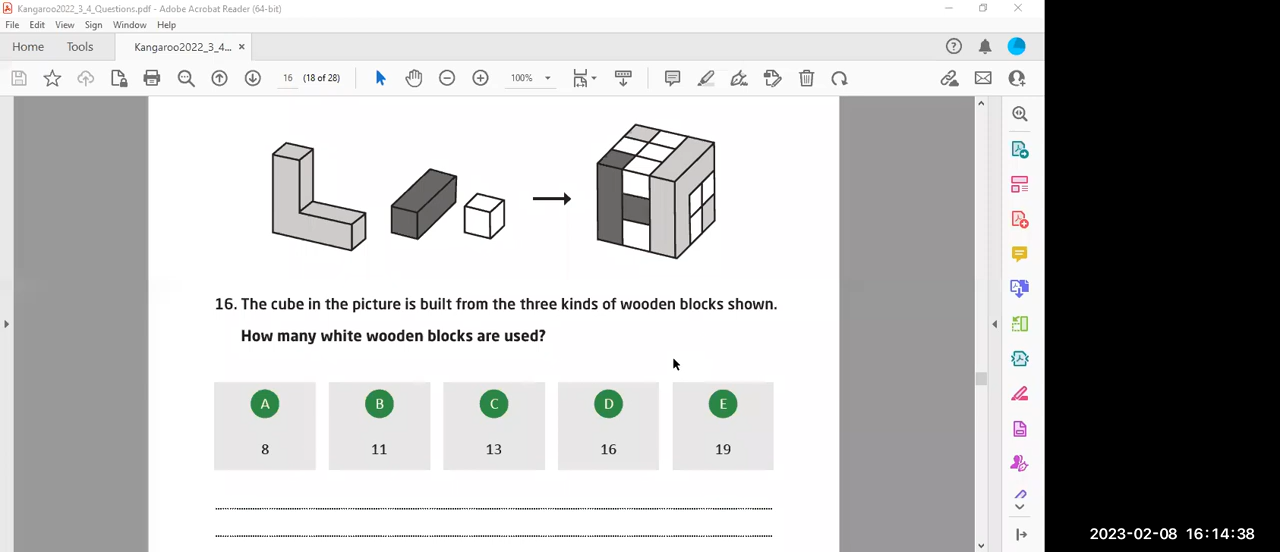 Kangaroo2022_3_4_Questions.pdf - Adobe Acrobat Reader (64-bit)
File Edit View Sign Window Help
Home Tools Kangaroo2022_3_4... ×
16 (18 of 28) 100%
16. The cube in the picture is built from the three kinds of wooden blocks shown.
How many white wooden blocks are used?
A B C D E
8 11 13 16 19
2023-02-08 16:14:38